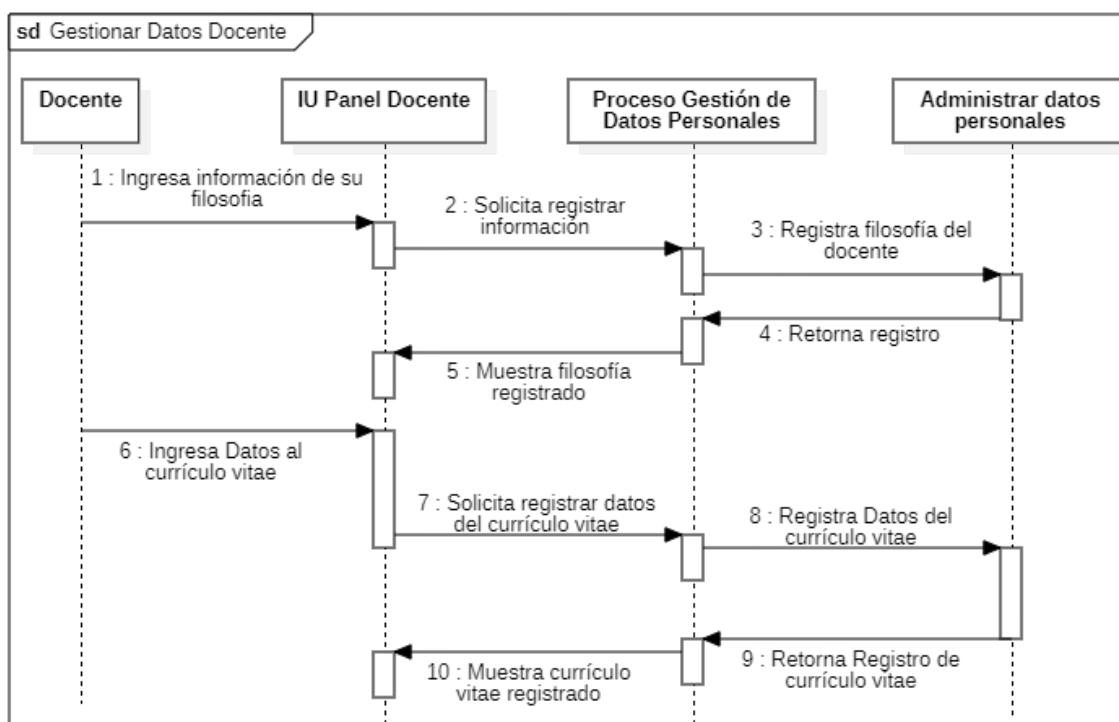 sd Gestionar Datos Docente
Docente
IU Panel Docente
Proceso Gestión de
Datos Personales
Administrar datos
personales
1 : Ingresa información de su
filosofia
2 : Solicita registrar
información
3 : Registra filosofía del
docente
4 : Retorna registro
5 : Muestra filosofía
registrado
6 : Ingresa Datos al
currículo vitae
7 : Solicita registrar datos
del currículo vitae
8 : Registra Datos del
currículo vitae
9 : Retorna Registro de
currículo vitae
10 : Muestra currículo
vitae registrado